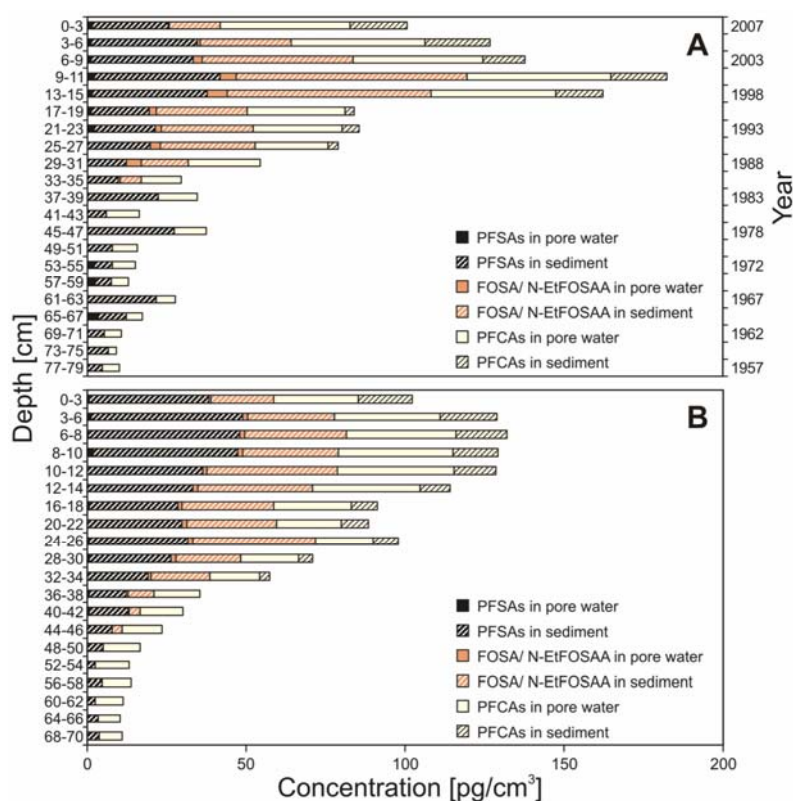 A
Depth [cm]
Year
0-3
3-6
6-9
9-11
13-15
17-19
21-23
25-27
29-31
33-35
37-39
41-43
45-47
49-51
53-55
57-59
61-63
65-67
69-71
73-75
77-79
2007
2003
1998
1993
1988
1983
1978
1972
1967
1962
1957
PFSAs in pore water
PFSAs in sediment
FOSA/ N-EtFOSAA in pore water
FOSA/ N-EtFOSAA in sediment
PFCAs in pore water
PFCAs in sediment
B
0-3
3-6
6-8
8-10
10-12
12-14
16-18
20-22
24-26
28-30
32-34
36-38
40-42
44-46
48-50
52-54
56-58
60-62
64-66
68-70
PFSAs in pore water
PFSAs in sediment
FOSA/ N-EtFOSAA in pore water
FOSA/ N-EtFOSAA in sediment
PFCAs in pore water
PFCAs in sediment
0 50 100 150 200
Concentration [pg/cm³]